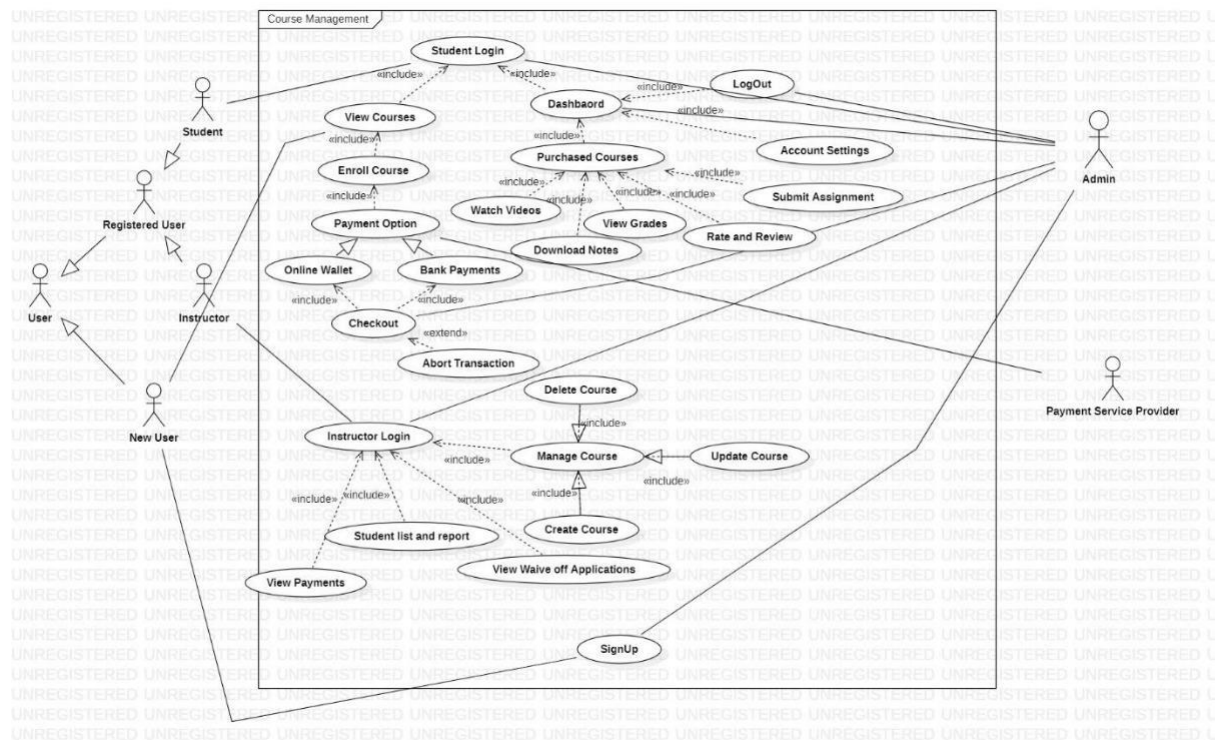 Course Management
Student Login
«include»
«include»
LogOut
«include»
Dashbaord
«include»
Student
View Courses
«include»
«include»
Account Settings
Admin
Purchased Courses
Enroll Course
«include»
«include»
«include»
«include»
«include»
«include»
Submit Assignment
Registered User
Payment Option
Watch Videos
View Grades
Rate and Review
Download Notes
Online Wallet
Bank Payments
«include»
«include»
User
Instructor
Checkout
«extend»
Abort Transaction
Delete Course
Payment Service Provider
«include»
New User
Instructor Login
«include»
Manage Course
Update Course
«include»
«include»
«include»
«include»
«include»
Create Course
Student list and report
View Waive off Applications
View Payments
SignUp
UNREGISTERED